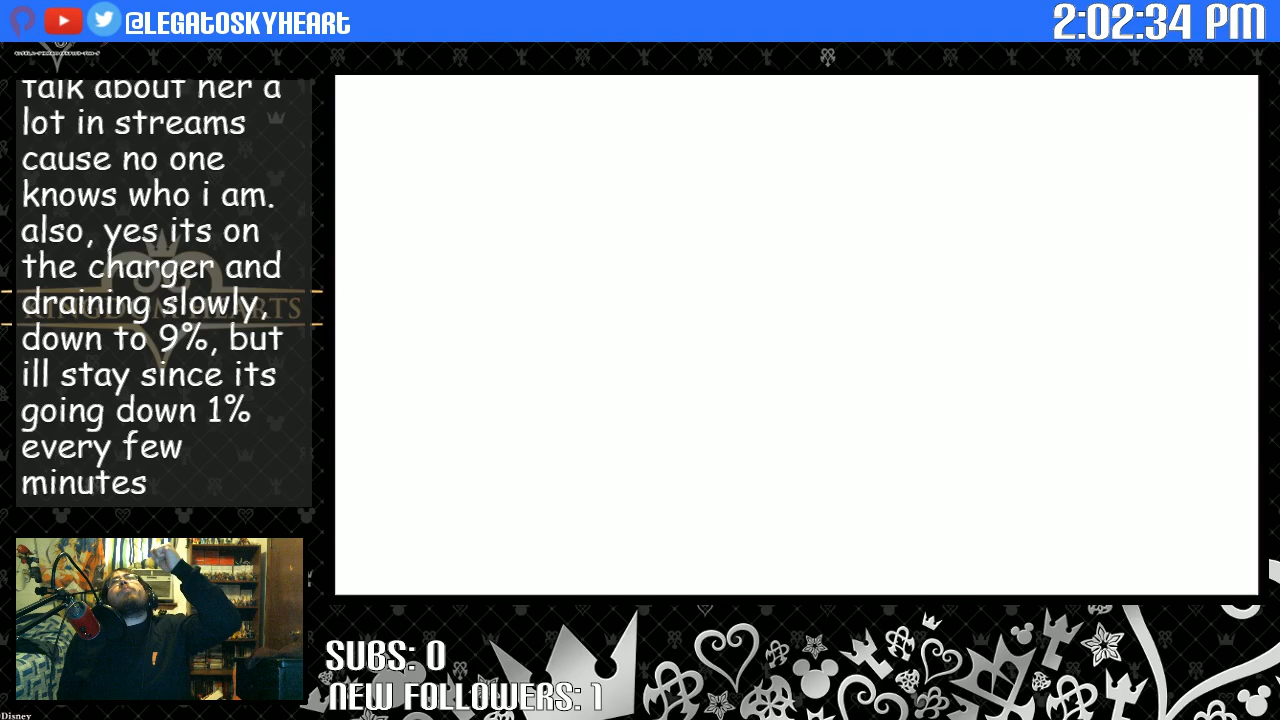 @LEGATOSKYHEART
2:02:34 PM
talk about her a
lot in streams
cause no one
knows who i am.
also, yes its on
the charger and
draining slowly,
down to 9%, but
ill stay since its
going down 1%
every few
minutes
KINGDOM HEARTS
SUBS: 0
NEW FOLLOWERS: 1
Disney